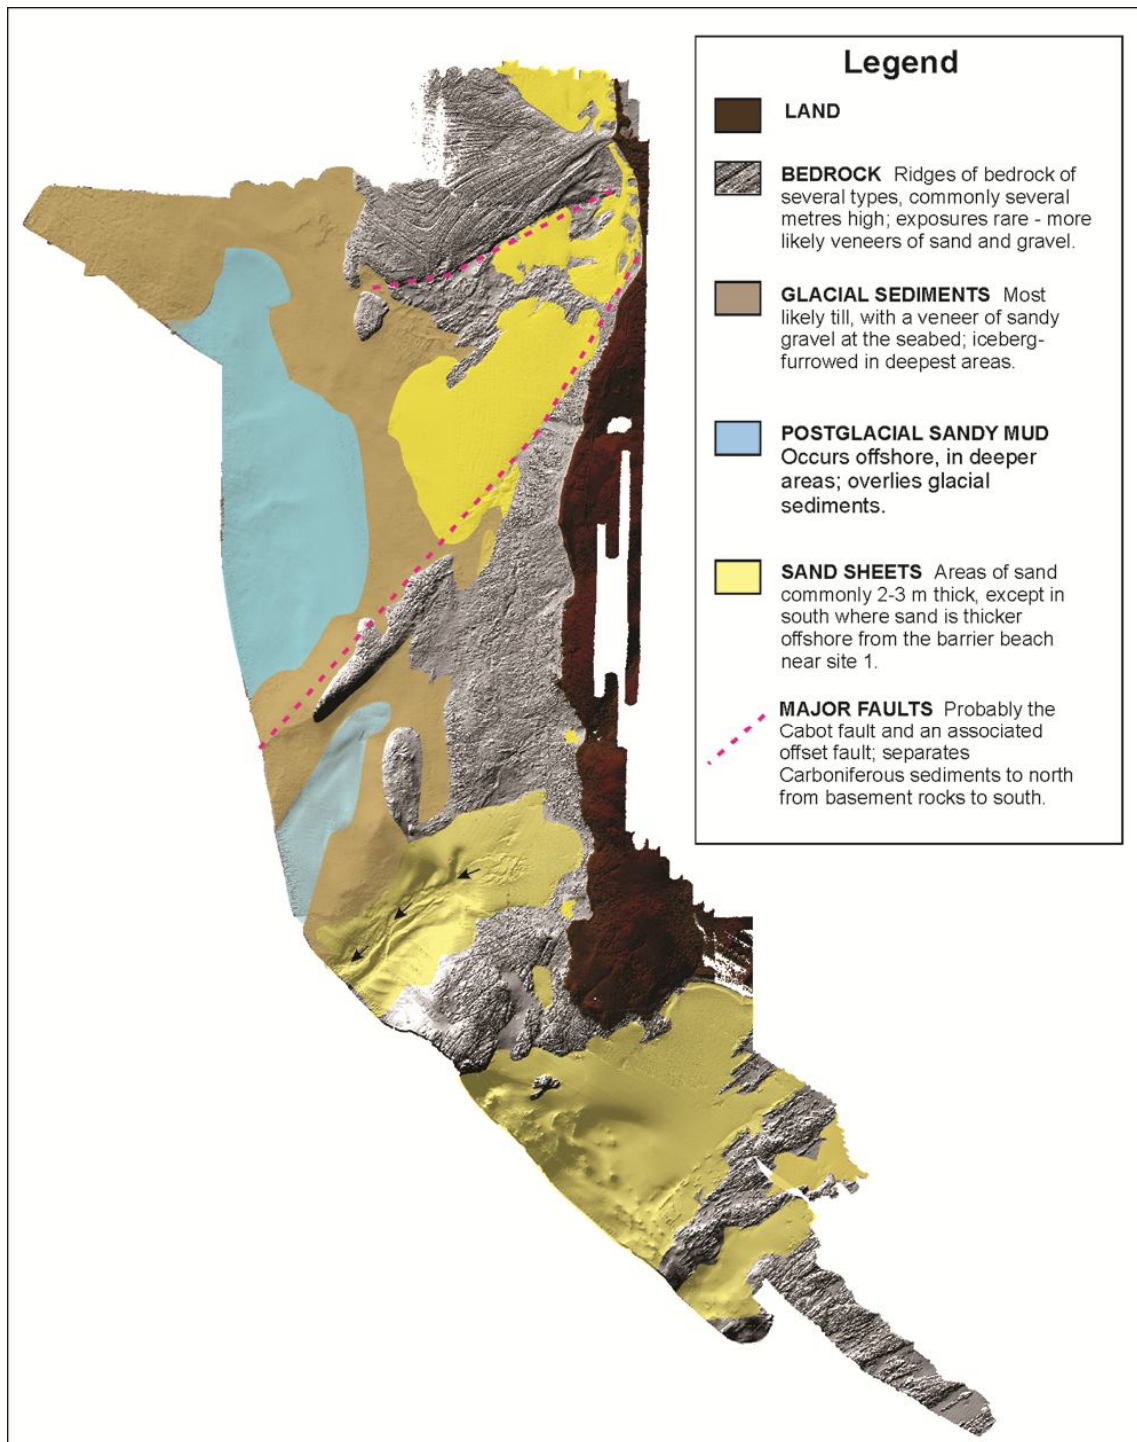 Legend
LAND
BEDROCK Ridges of bedrock of
several types, commonly several
metres high; exposures rare - more
likely veneers of sand and gravel.
GLACIAL SEDIMENTS Most
likely till, with a veneer of sandy
gravel at the seabed; iceberg-
furrowed in deepest areas.
POSTGLACIAL SANDY MUD
Occurs offshore, in deeper
areas; overlies glacial
sediments.
SAND SHEETS Areas of sand
commonly 2-3 m thick, except in
south where sand is thicker
offshore from the barrier beach
near site 1.
MAJOR FAULTS Probably the
Cabot fault and an associated
offset fault; separates
Carboniferous sediments to north
from basement rocks to south.